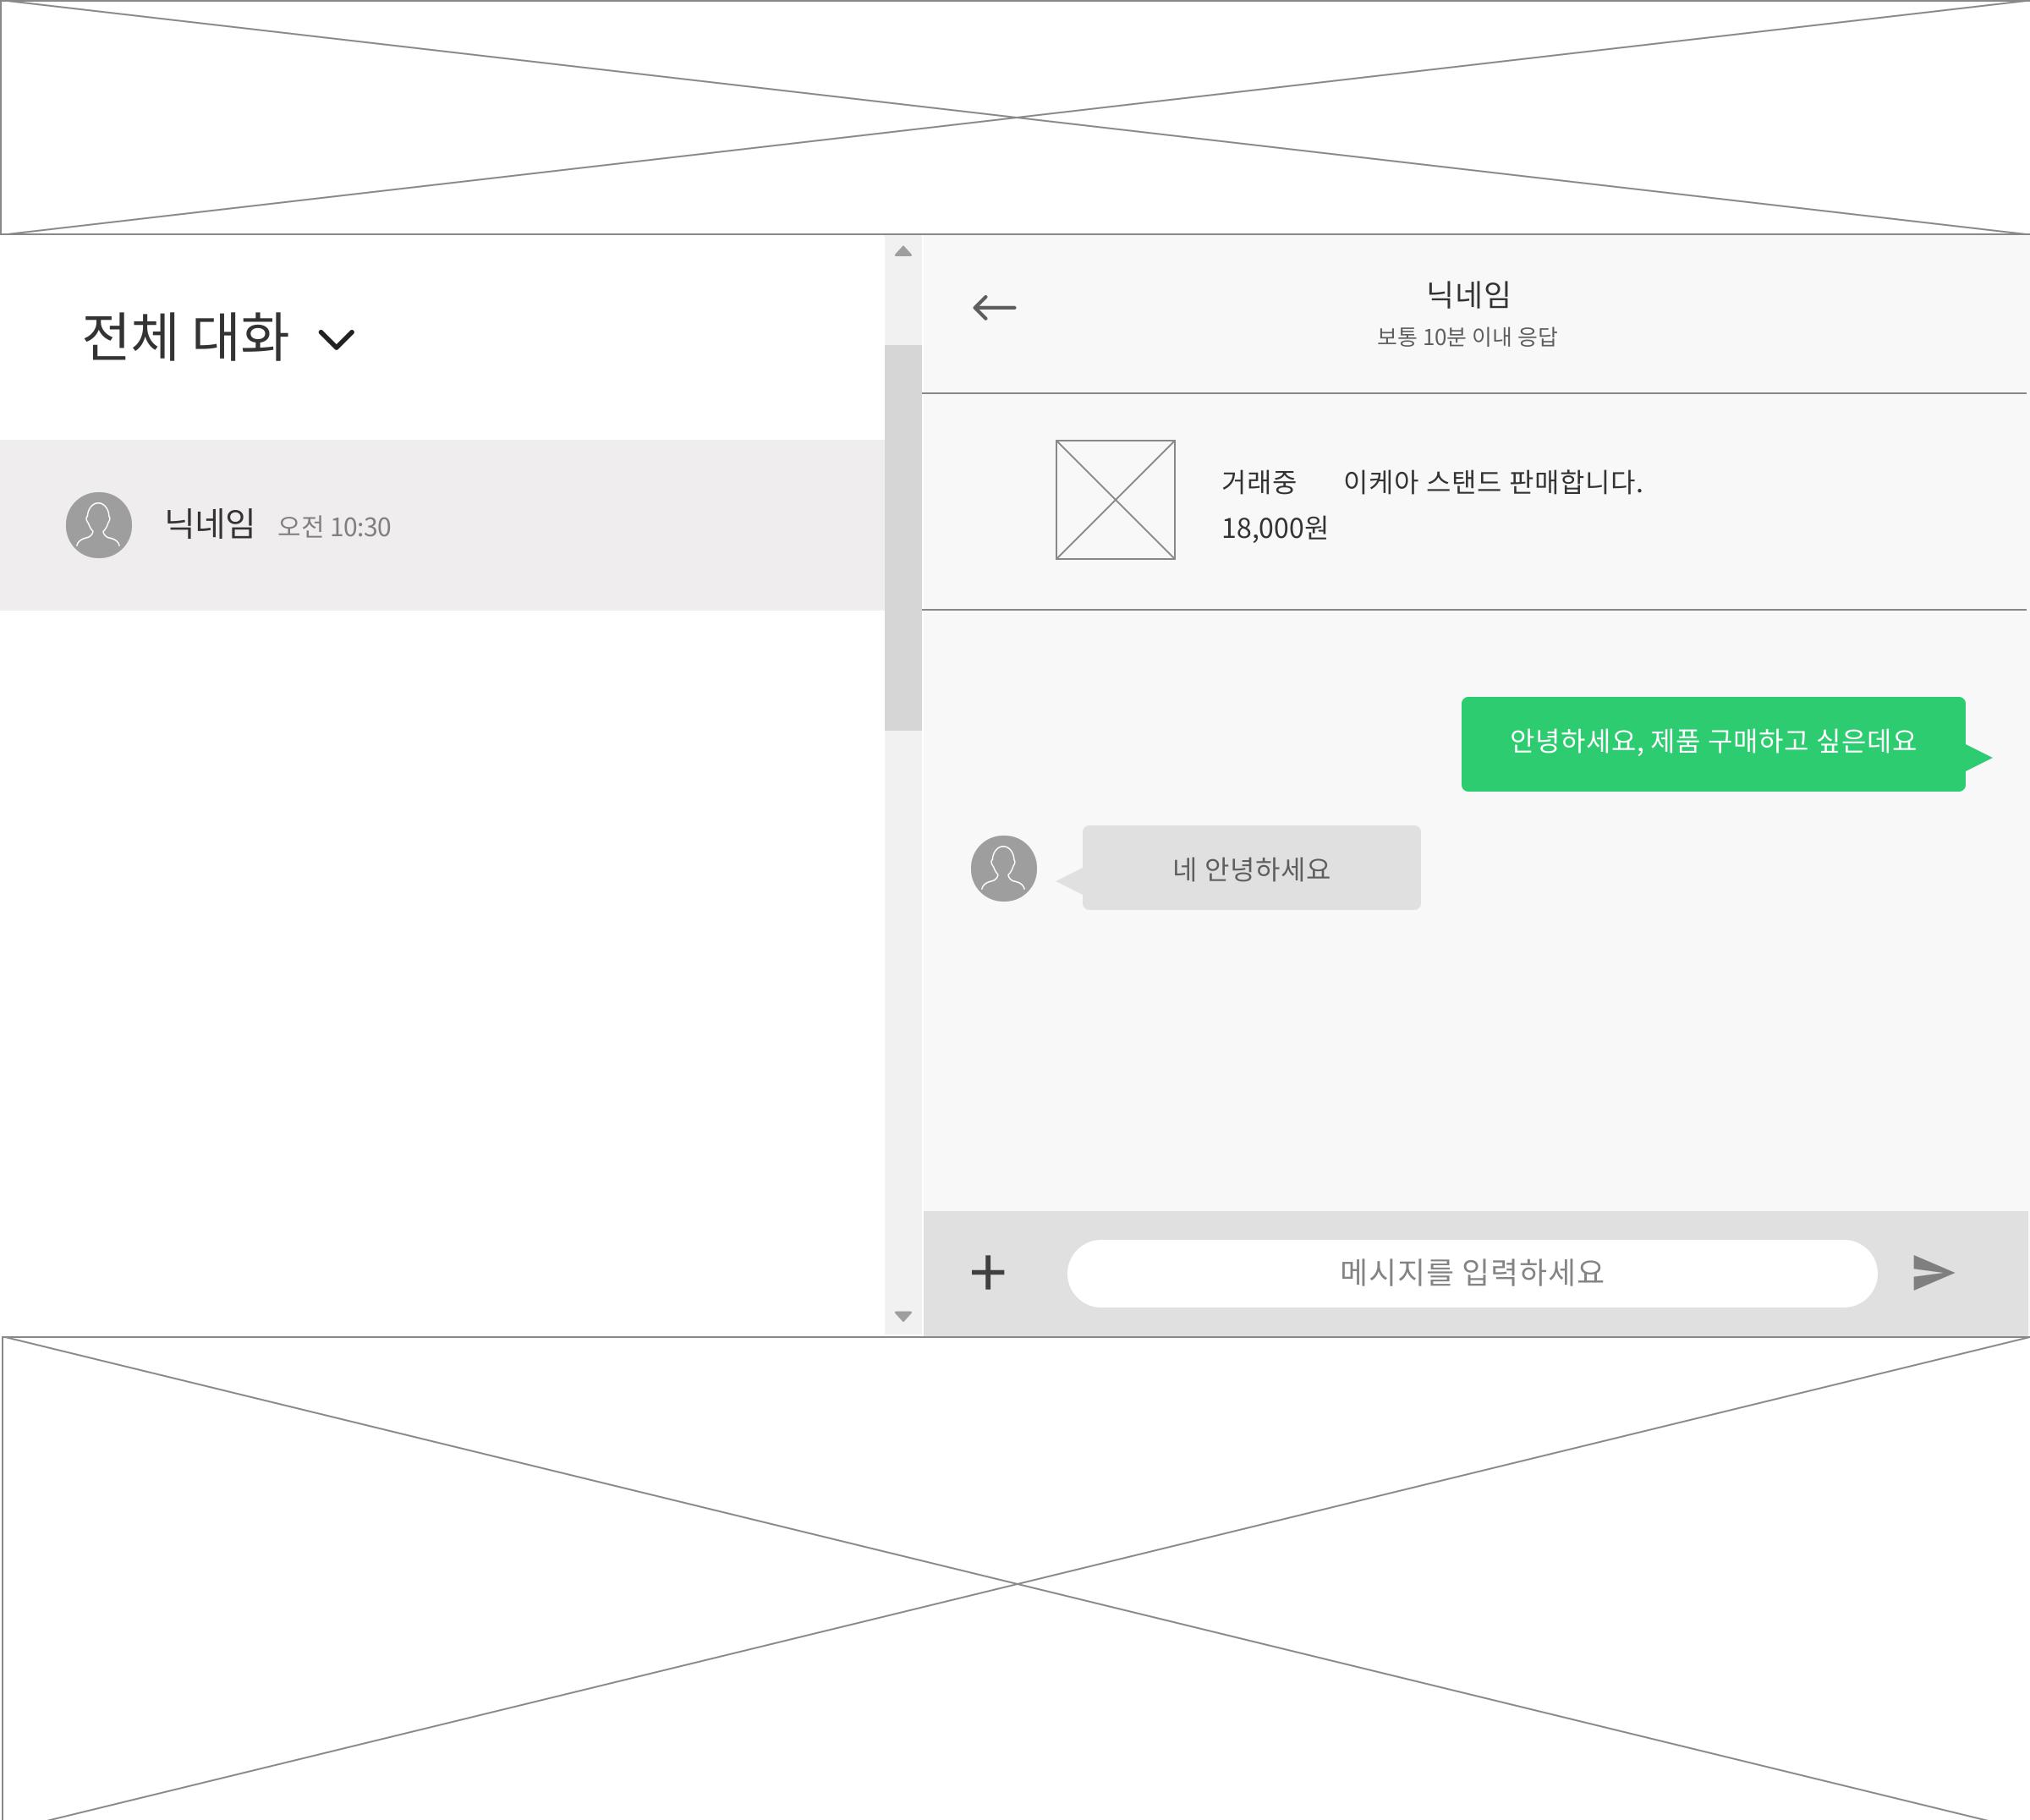 전체 대화
닉네임 오전 10:30
닉네임
보통 10분 이내 응답
거래중 이케아 스탠드 판매합니다.
18,000원
안녕하세요, 제품 구매하고 싶은데요
네 안녕하세요
메시지를 입력하세요